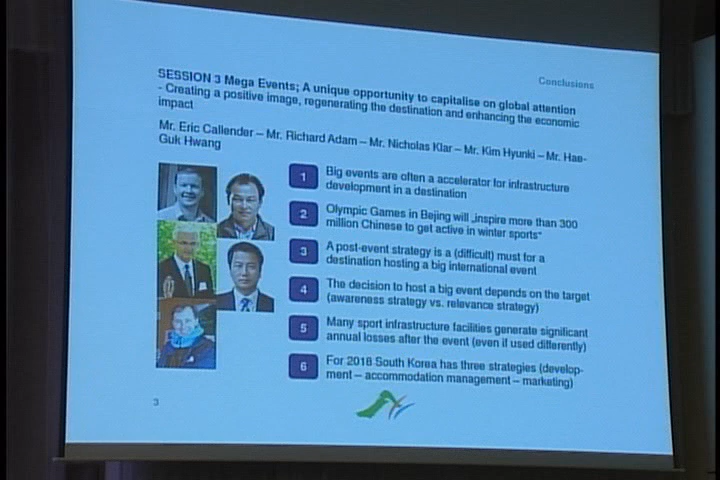 Conclusions
SESSION 3 Mega Events; A unique opportunity to capitalise on global attention
- Creating a positive image, regenerating the destination and enhancing the economic
impact
Mr. Eric Callender – Mr. Richard Adam – Mr. Nicholas Klar – Mr. Kim Hyunki – Mr. Hae-
Guk Hwang
1 Big events are often a accelerator for infrastructure
development in a destination
2 Olympic Games in Bejing will „inspire more than 300
million Chinese to get active in winter sports“
3 A post-event strategy is a (difficult) must for a
destination hosting a big international event
4 The decision to host a big event depends on the target
(awareness strategy vs. relevance strategy)
5 Many sport infrastructure facilities generate significant
annual losses after the event (even if used differently)
6 For 2018 South Korea has three strategies (develop-
ment – accommodation management – marketing)
3